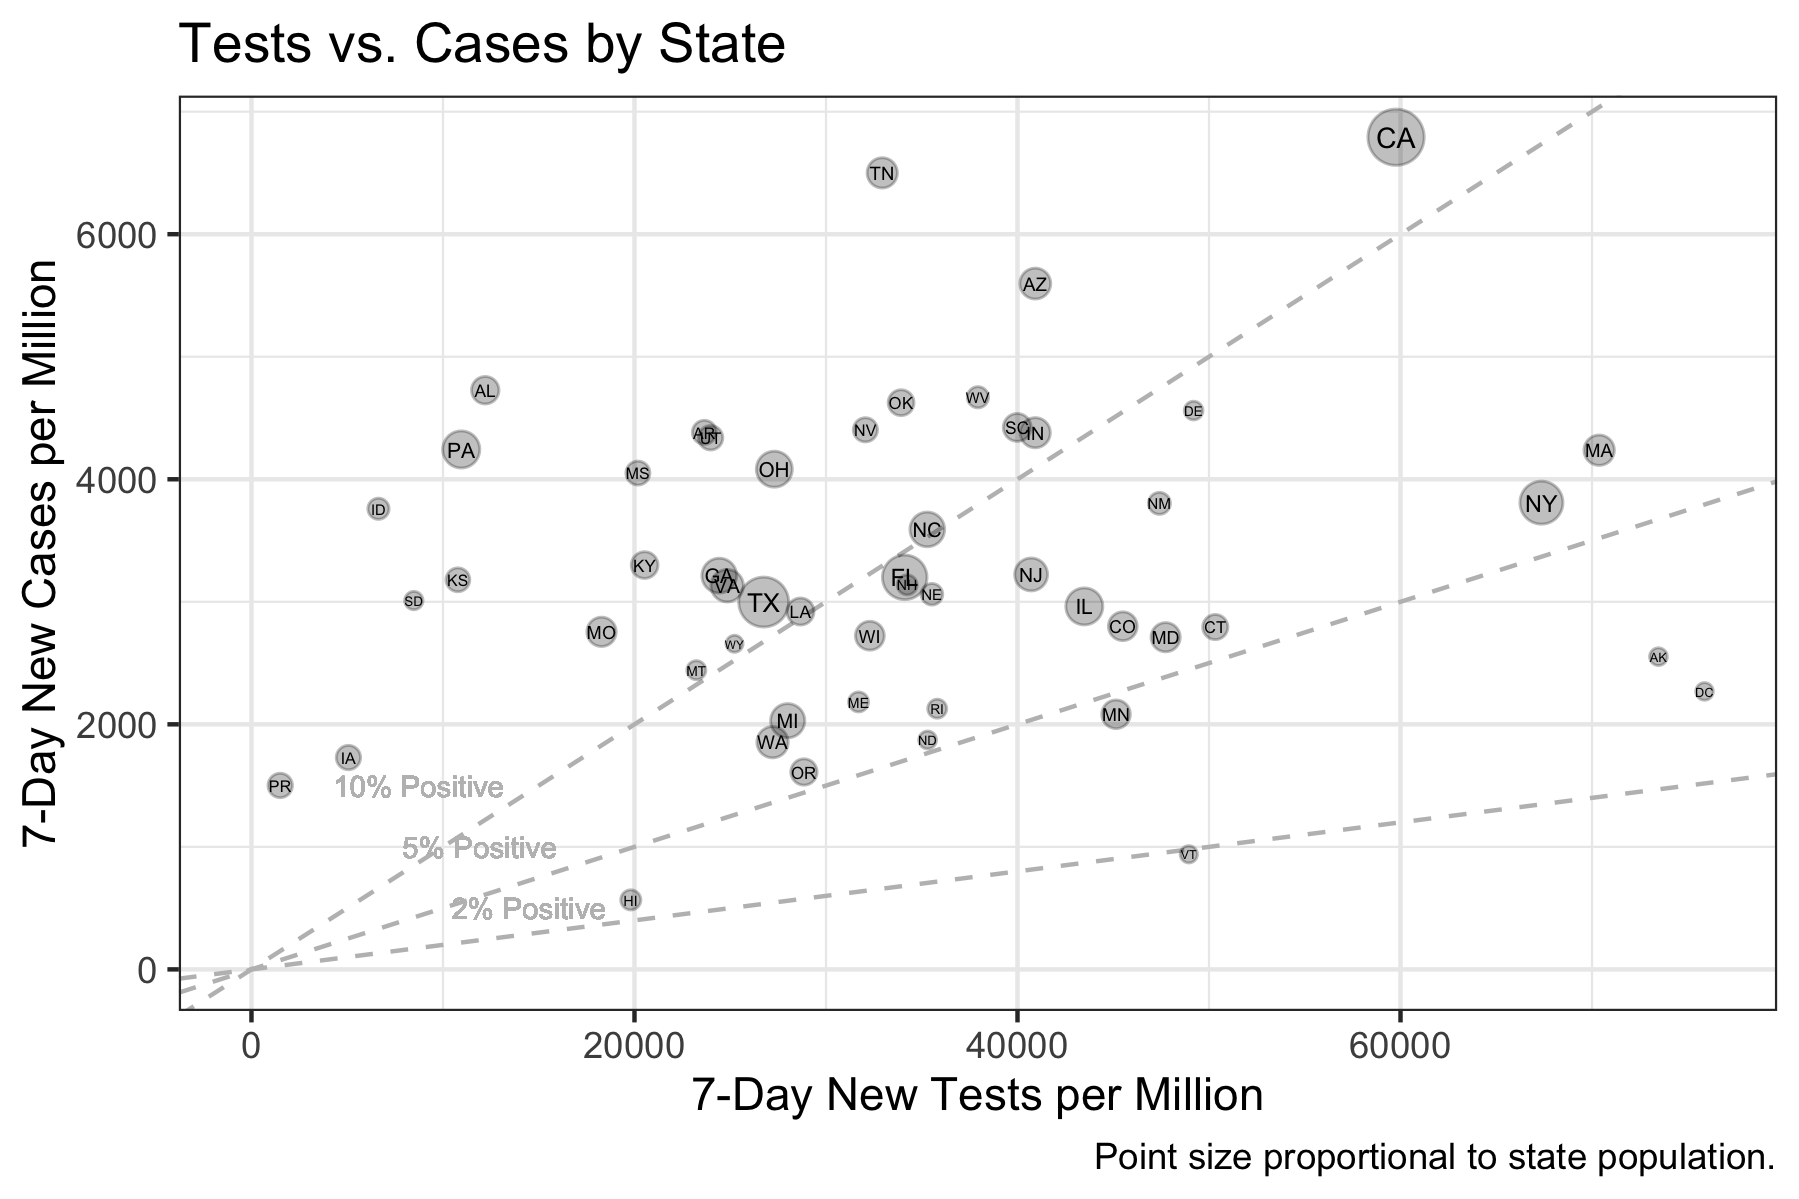 Tests vs. Cases by State
7-Day New Cases per Million
6000
4000
2000
0
CA
TN
AZ
AL
OK
WV
DE
NV
SC
IN
AR
UT
PA
MA
MS
OH
ID
NM
NY
NC
KY
KS
GA
VA
FL
NH
NJ
SD
TX
LA
NE
IL
MO
WI
CO
CT
WY
MD
MT
AK
DC
ME
RI
MI
MN
WA
ND
IA
OR
PR
10% Positive
5% Positive
VT
HI
2% Positive
0
20000
40000
60000
7-Day New Tests per Million
Point size proportional to state population.